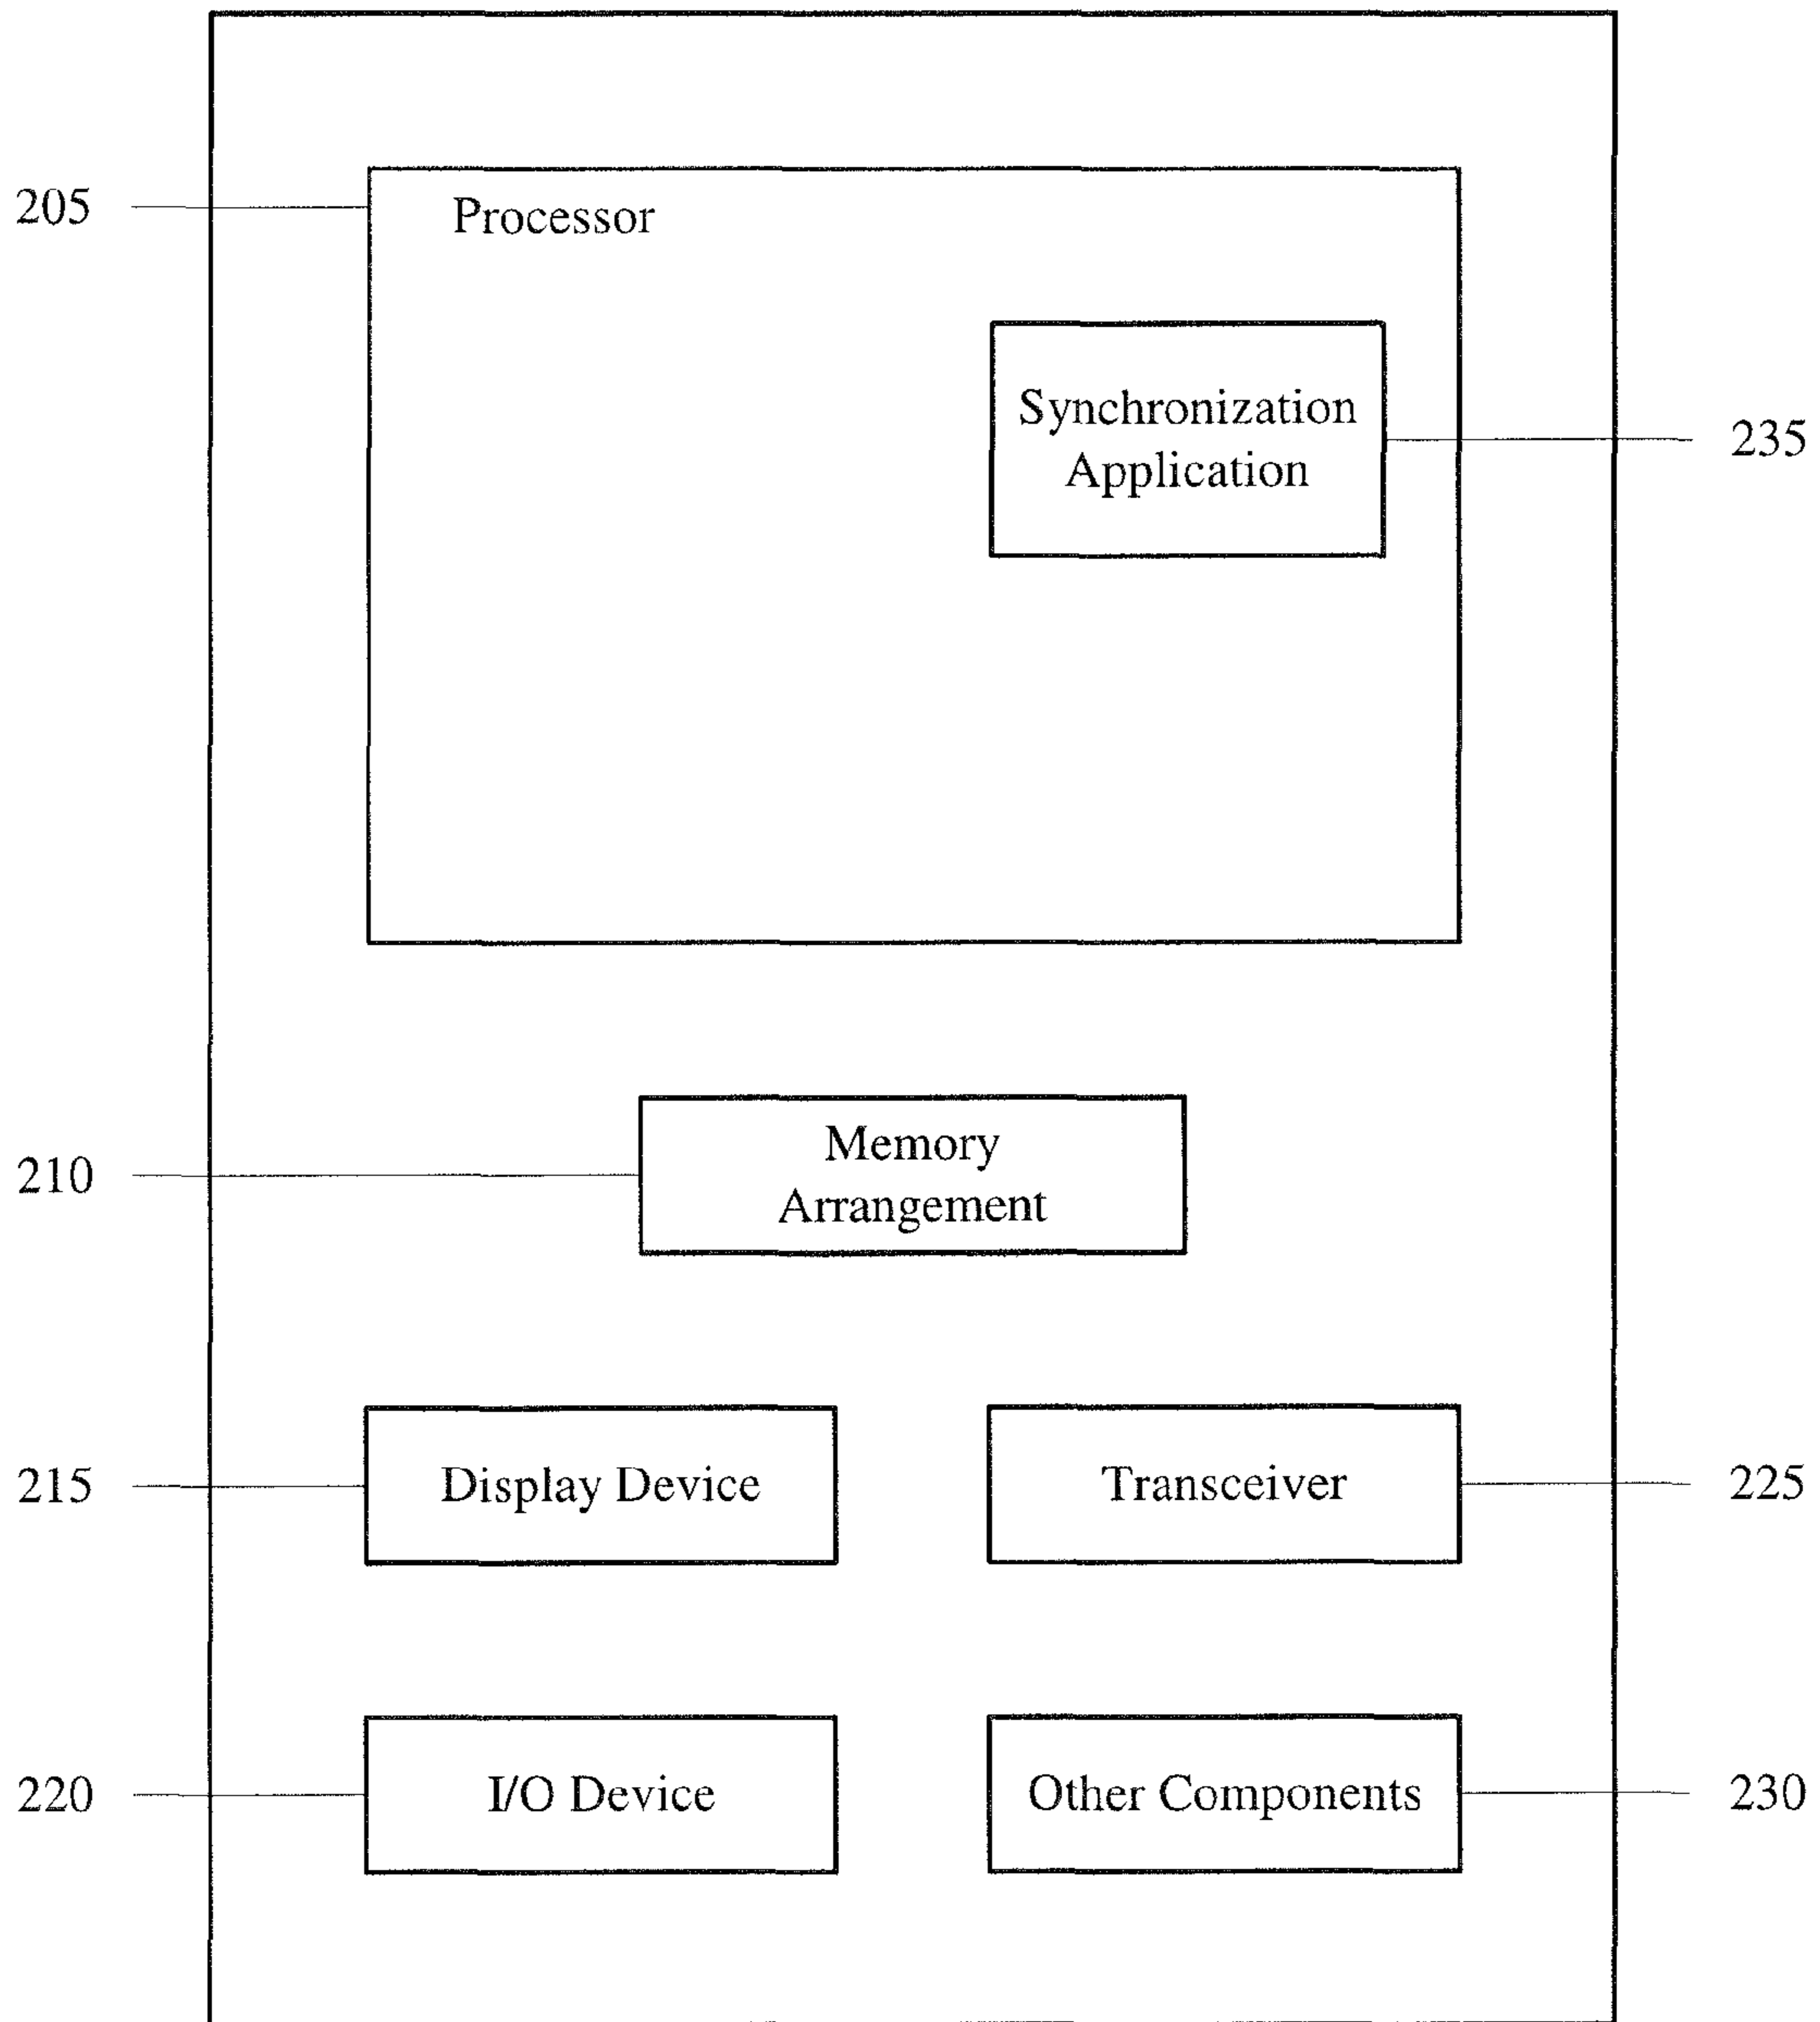 205
Processor
Synchronization
Application
235
210
Memory
Arrangement
215
Display Device
Transceiver
225
220
I/O Device
Other Components
230